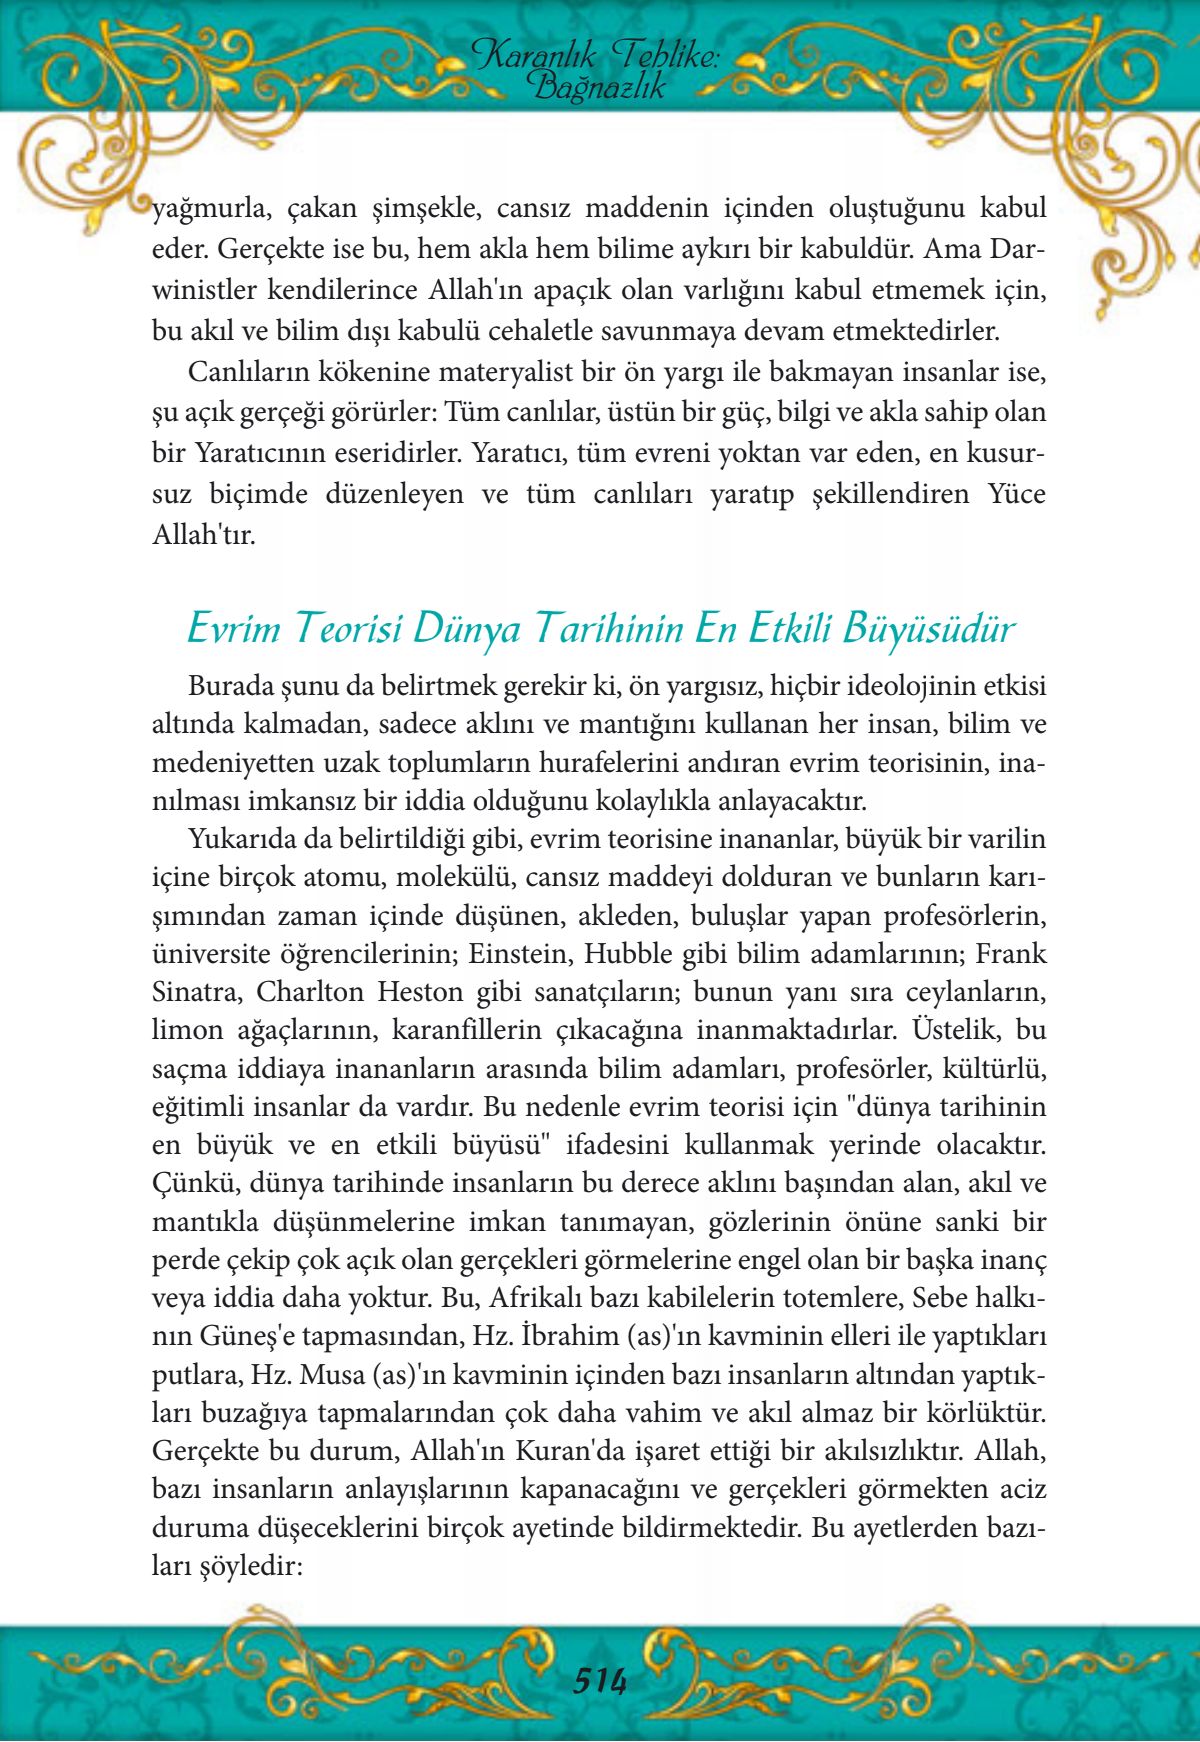 Karanlık Tehlike:
Bağnazlık
yağmurla, çakan şimşekle, cansız maddenin içinden oluştuğunu kabul
eder. Gerçekte ise bu, hem akla hem bilime aykırı bir kabuldür. Ama Dar-
winistler kendilerince Allah'ın apaçık olan varlığını kabul etmemek için,
bu akıl ve bilim dışı kabulü cehaletle savunmaya devam etmektedirler.
Canlıların kökenine materyalist bir ön yargı ile bakmayan insanlar ise,
şu açık gerçeği görürler: Tüm canlılar, üstün bir güç, bilgi ve akla sahip olan
bir Yaratıcının eseridirler. Yaratıcı, tüm evreni yoktan var eden, en kusur-
suz biçimde düzenleyen ve tüm canlıları yaratıp şekillendiren Yüce
Allah'tır.
Evrim Teorisi Dünya Tarihinin En Etkili Büyüsüdür
Burada şunu da belirtmek gerekir ki, ön yargısız, hiçbir ideolojinin etkisi
altında kalmadan, sadece aklını ve mantığını kullanan her insan, bilim ve
medeniyetten uzak toplumların hurafelerini andıran evrim teorisinin, ina-
nılması imkansız bir iddia olduğunu kolaylıkla anlayacaktır.
Yukarıda da belirtildiği gibi, evrim teorisine inananlar, büyük bir varilin
içine birçok atomu, molekülü, cansız maddeyi dolduran ve bunların karı-
şımından zaman içinde düşünen, akleden, buluşlar yapan profesörlerin,
üniversite öğrencilerinin; Einstein, Hubble gibi bilim adamlarının; Frank
Sinatra, Charlton Heston gibi sanatçıların; bunun yanı sıra ceylanların,
limon ağaçlarının, karanfillerin çıkacağına inanmaktadırlar. Üstelik, bu
saçma iddiaya inananların arasında bilim adamları, profesörler, kültürlü,
eğitimli insanlar da vardır. Bu nedenle evrim teorisi için "dünya tarihinin
en büyük ve en etkili büyüsü" ifadesini kullanmak yerinde olacaktır.
Çünkü, dünya tarihinde insanların bu derece aklını başından alan, akıl ve
mantıkla düşünmelerine imkan tanımayan, gözlerinin önüne sanki bir
perde çekip çok açık olan gerçekleri görmelerine engel olan bir başka inanç
veya iddia daha yoktur. Bu, Afrikalı bazı kabilelerin totemlere, Sebe halkı-
nın Güneş'e tapmasından, Hz. İbrahim (as)'ın kavminin elleri ile yaptıkları
putlara, Hz. Musa (as)'ın kavminin içinden bazı insanların altından yaptık-
ları buzağıya tapmalarından çok daha vahim ve akıl almaz bir körlüktür.
Gerçekte bu durum, Allah'ın Kuran'da işaret ettiği bir akılsızlıktır. Allah,
bazı insanların anlayışlarının kapanacağını ve gerçekleri görmekten aciz
duruma düşeceklerini birçok ayetinde bildirmektedir. Bu ayetlerden bazı-
ları şöyledir:
514